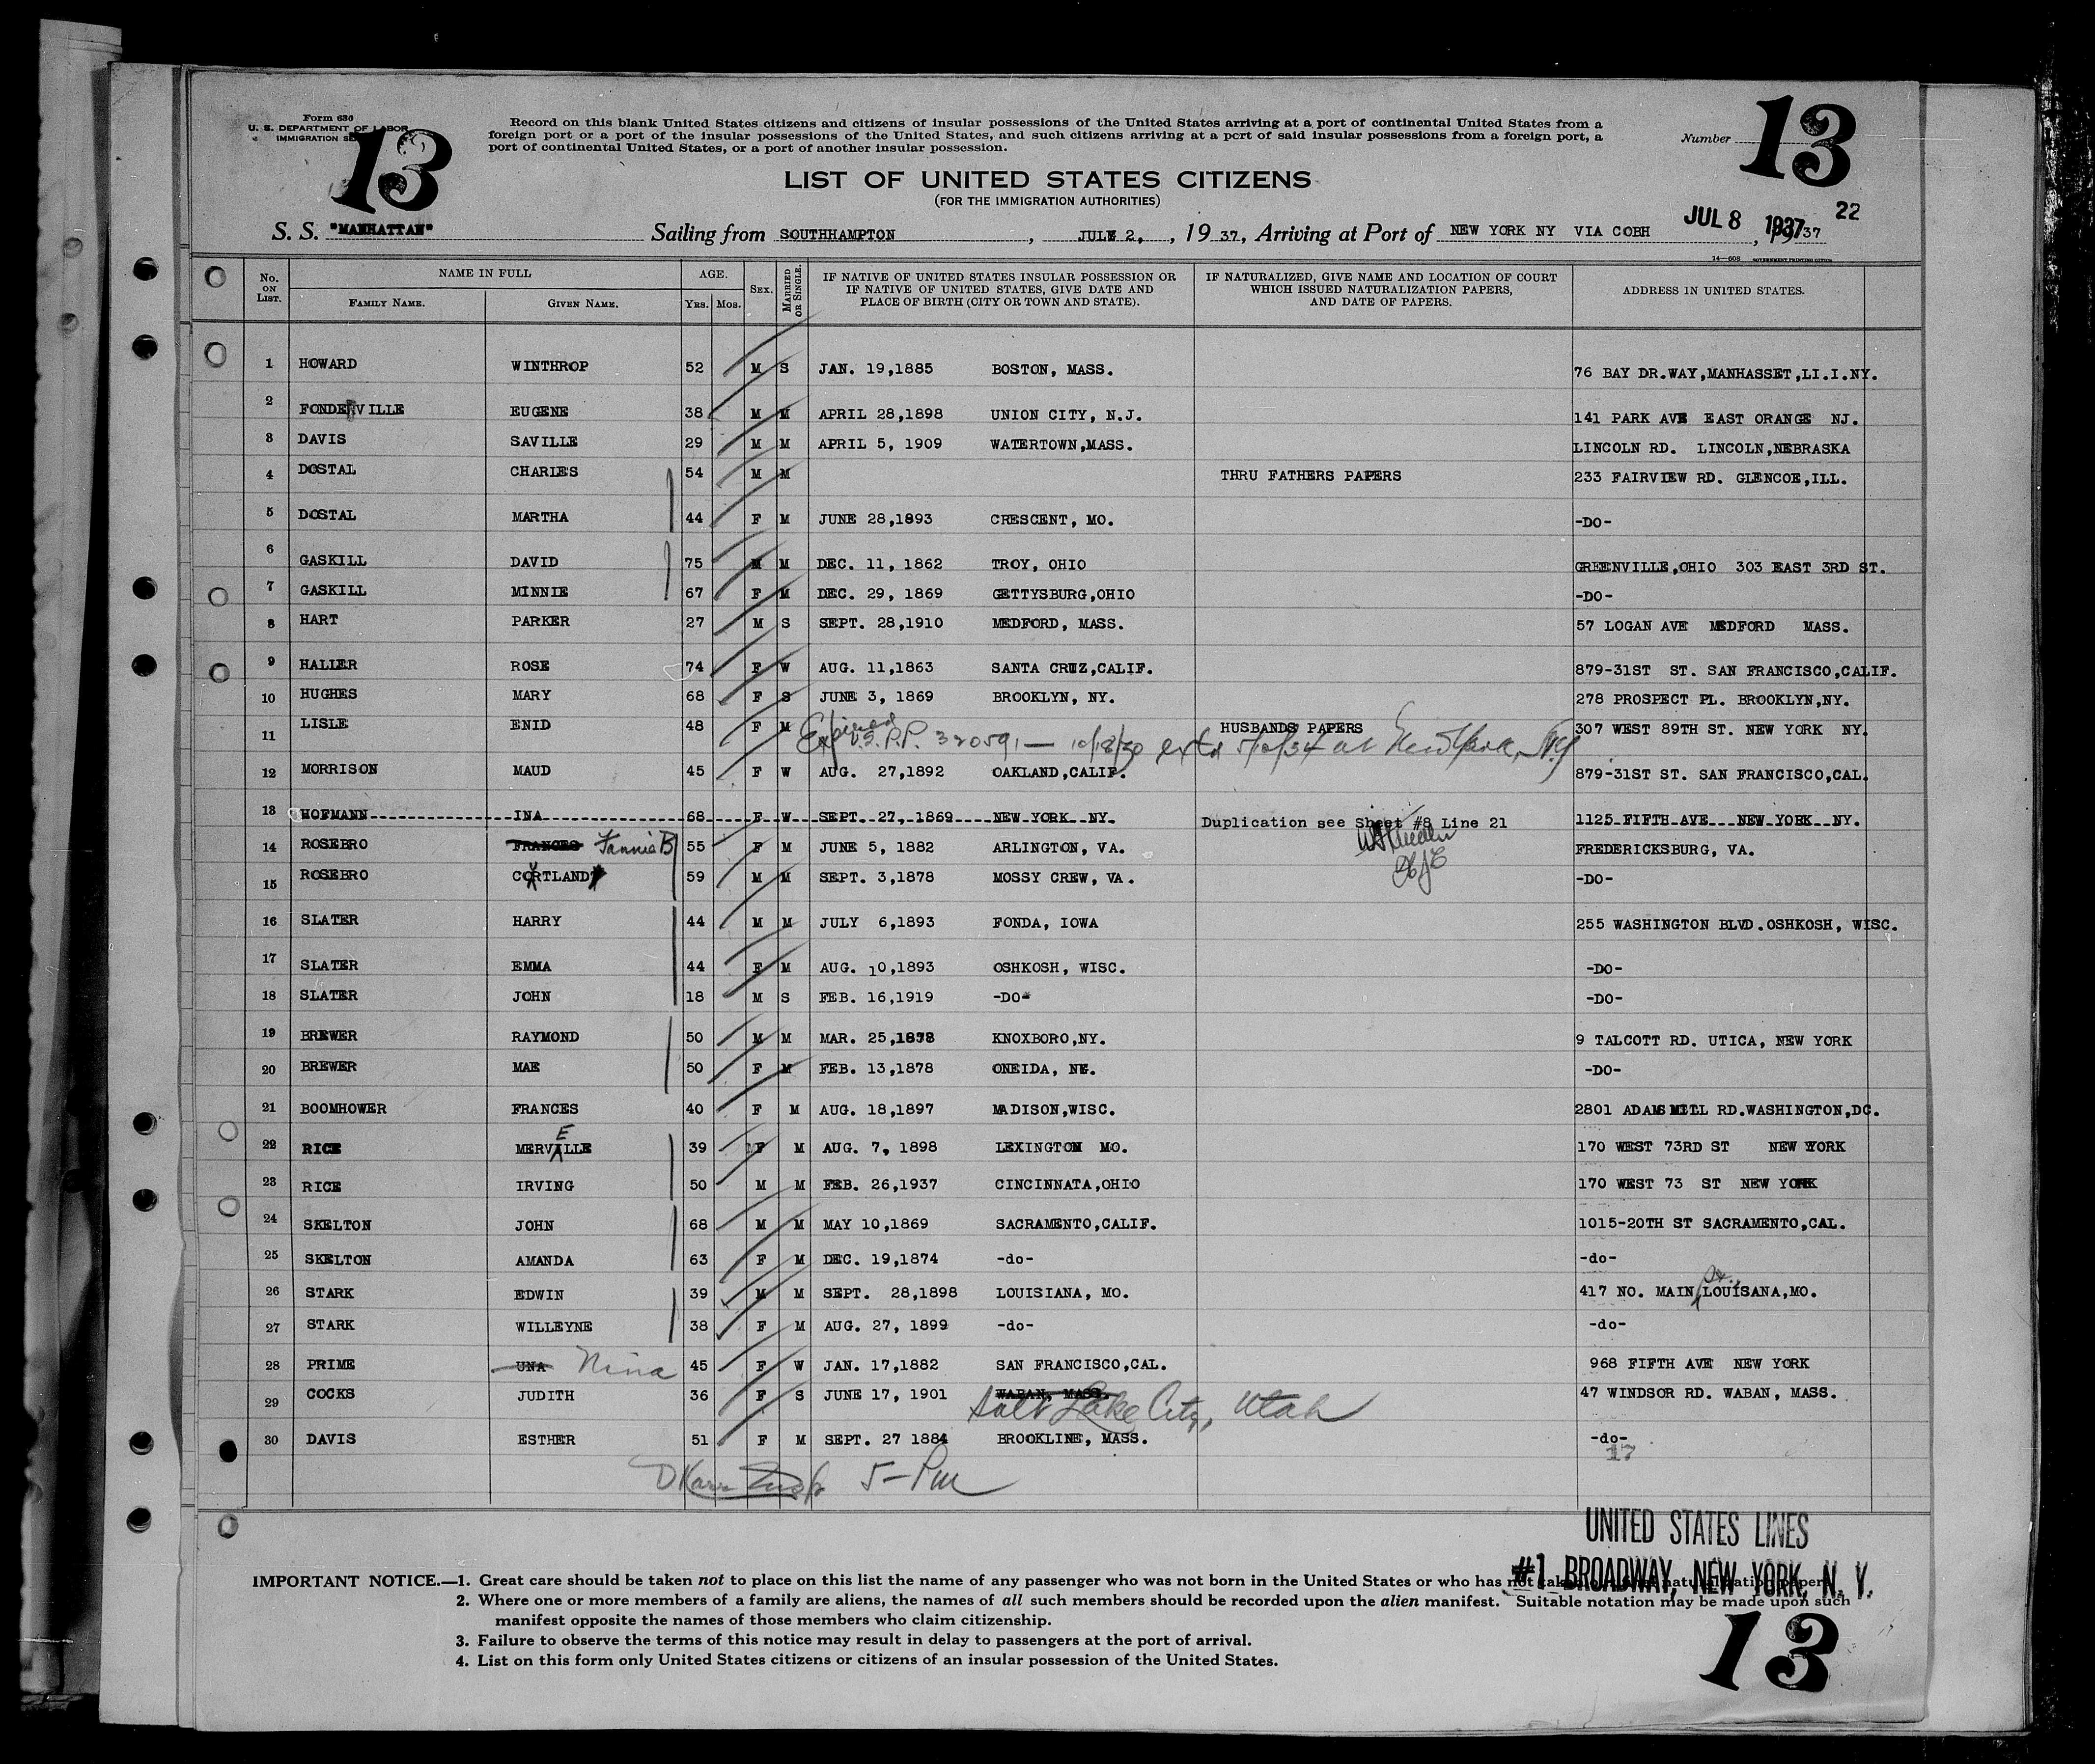 Form 630
U. S. DEPARTMENT OF LABOR
IMMIGRATION
13
Record on this blank United States citizens and citizens of insular possessions of the United States arriving at a port of continental United States from a
foreign port or a port of the insular possessions of the United States, and such citizens arriving at a port of said insular possessions from a foreign port, a
port of continental United States, or a port of another insular possession.
Number 13
LIST OF UNITED STATES CITIZENS
(FOR THE IMMIGRATION AUTHORITIES)
22
S. S. "MANHATTAN" Sailing from SOUTHHAMPTON, JULY 2, 1937, Arriving at Port of NEW YORK NY VIA COBH JUL 8 1937, 1937
14—608 GOVERNMENT PRINTING OFFICE
No. ON LIST. NAME IN FULL FAMILY NAME. GIVEN NAME. AGE. YRS. MOS. SEX. MARRIED OR SINGLE. IF NATIVE OF UNITED STATES INSULAR POSSESSION OR IF NATIVE OF UNITED STATES, GIVE DATE AND PLACE OF BIRTH (CITY OR TOWN AND STATE). IF NATURALIZED, GIVE NAME AND LOCATION OF COURT WHICH ISSUED NATURALIZATION PAPERS, AND DATE OF PAPERS. ADDRESS IN UNITED STATES.
1 HOWARD WINTHROP 52 M S JAN. 19,1885 BOSTON, MASS. 76 BAY DR.WAY,MANHASSET,LI.I.NY.
2 FONDERVILLE EUGENE 38 M M APRIL 28,1898 UNION CITY, N.J. 141 PARK AVE EAST ORANGE NJ.
3 DAVIS SAVILLE 29 M M APRIL 5, 1909 WATERTOWN,MASS. LINCOLN RD. LINCOLN,NEBRASKA
4 DOSTAL CHARLES 54 M M THRU FATHERS PAPERS 233 FAIRVIEW RD. GLENCOE,ILL.
5 DOSTAL MARTHA 44 F M JUNE 28,1893 CRESCENT, MO. -DO-
6 GASKILL DAVID 75 M M DEC. 11, 1862 TROY, OHIO GREENVILLE,OHIO 303 EAST 3RD ST.
7 GASKILL MINNIE 67 F M DEC. 29, 1869 GETTYSBURG,OHIO -DO-
8 HART PARKER 27 M S SEPT. 28,1910 MEDFORD, MASS. 57 LOGAN AVE MEDFORD MASS.
9 HALLER ROSE 74 F W AUG. 11,1863 SANTA CRUZ,CALIF. 879-31ST ST. SAN FRANCISCO,CALIF.
10 HUGHES MARY 68 F S JUNE 3, 1869 BROOKLYN, NY. 278 PROSPECT PL. BROOKLYN,NY.
11 LISLE ENID 48 F M HUSBANDS PAPERS 307 WEST 89TH ST. NEW YORK NY.
Expired U.S. P.P. 320591 — 10/18/30 extd 5/10/34 at New York, N.Y
12 MORRISON MAUD 45 F W AUG. 27,1892 OAKLAND,CALIF. 879-31ST ST. SAN FRANCISCO,CAL.
13 HOFMANN INA 68 F W SEPT. 27, 1869 NEW YORK NY. Duplication see Sheet #8 Line 21 1125 FIFTH AVE NEW YORK NY.
14 ROSEBRO FRANCES Fannie B 55 F M JUNE 5, 1882 ARLINGTON, VA. FREDERICKSBURG, VA.
15 ROSEBRO CORTLAND 59 M M SEPT. 3,1878 MOSSY CREW, VA. -DO-
16 SLATER HARRY 44 M M JULY 6,1893 FONDA, IOWA 255 WASHINGTON BLVD.OSHKOSH, WISC.
17 SLATER EMMA 44 F M AUG. 10,1893 OSHKOSH, WISC. -DO-
18 SLATER JOHN 18 M S FEB. 16,1919 -DO- -DO-
19 BREWER RAYMOND 50 M M MAR. 25,1878 KNOXBORO,NY. 9 TALCOTT RD. UTICA, NEW YORK
20 BREWER MAE 50 F M FEB. 13,1878 ONEIDA, NY. -DO-
21 BOOMHOWER FRANCES 40 F M AUG. 18,1897 MADISON,WISC. 2801 ADAMS MILL RD.WASHINGTON,DC.
22 RICE MERVELLE 39 F M AUG. 7, 1898 LEXINGTON MO. 170 WEST 73RD ST NEW YORK
23 RICE IRVING 50 M M FEB. 26,1937 CINCINNATA,OHIO 170 WEST 73 ST NEW YORK
24 SKELTON JOHN 68 M M MAY 10,1869 SACRAMENTO,CALIF. 1015-20TH ST SACRAMENTO,CAL.
25 SKELTON AMANDA 63 F M DEC. 19,1874 -do- -do-
26 STARK EDWIN 39 M M SEPT. 28,1898 LOUISIANA, MO. 417 NO. MAIN St., LOUISANA,MO.
27 STARK WILLEYNE 38 F M AUG. 27, 1899 -do- -do-
28 PRIME UNA Nina 45 F W JAN. 17,1882 SAN FRANCISCO,CAL. 968 FIFTH AVE NEW YORK
29 COCKS JUDITH 36 F S JUNE 17, 1901 WABAN, MASS. Salt Lake City, Utah 47 WINDSOR RD. WABAN, MASS.
30 DAVIS ESTHER 51 F M SEPT. 27 1884 BROOKLINE, MASS. -do-
17
5-Pm
UNITED STATES LINES
#1 BROADWAY, NEW YORK, N. Y.
IMPORTANT NOTICE.—1. Great care should be taken not to place on this list the name of any passenger who was not born in the United States or who has not taken out naturalization papers.
2. Where one or more members of a family are aliens, the names of all such members should be recorded upon the alien manifest. Suitable notation may be made upon such
manifest opposite the names of those members who claim citizenship.
3. Failure to observe the terms of this notice may result in delay to passengers at the port of arrival.
4. List on this form only United States citizens or citizens of an insular possession of the United States.
13